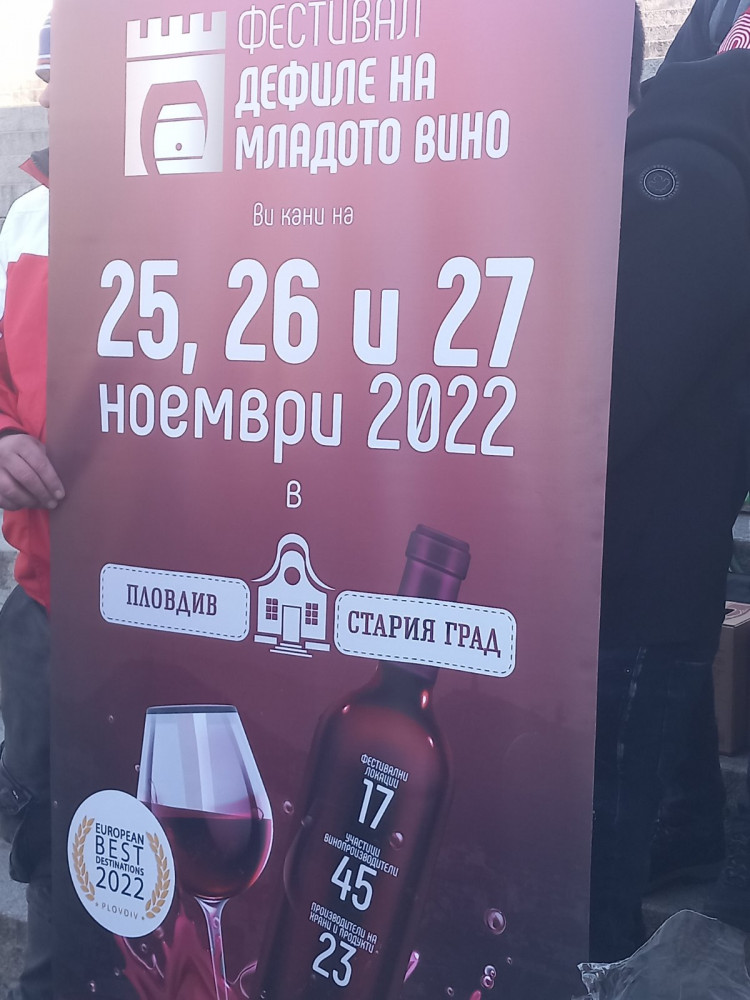 ФЕСТИВАЛ
ДЕФИЛЕ НА
МЛАДОТО ВИНО
Ви кани на
25, 26 и 27
ноември 2022
в
ПЛОВДИВ
СТАРИЯ ГРАД
ФЕСТИВАЛНИ
ЛОКАЦИИ
17
УЧАСТВАЩИ
ВИНОПРОИЗВОДИТЕЛИ
45
ПРОИЗВОДИТЕЛИ НА
ХРАНИ И ПРОДУКТИ
23
EUROPEAN
BEST
DESTINATIONS
2022
PLOVDIV